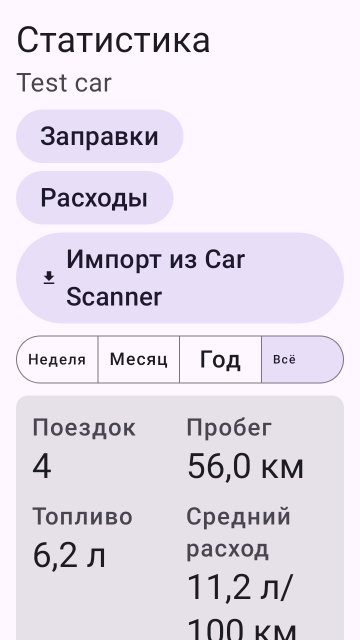 Статистика
Test car
Заправки
Расходы
Импорт из Car
Scanner
Неделя Месяц Год Всё
Поездок Пробег
4 56,0 км
Топливо Средний
расход
6,2 л
11,2 л/
100 км